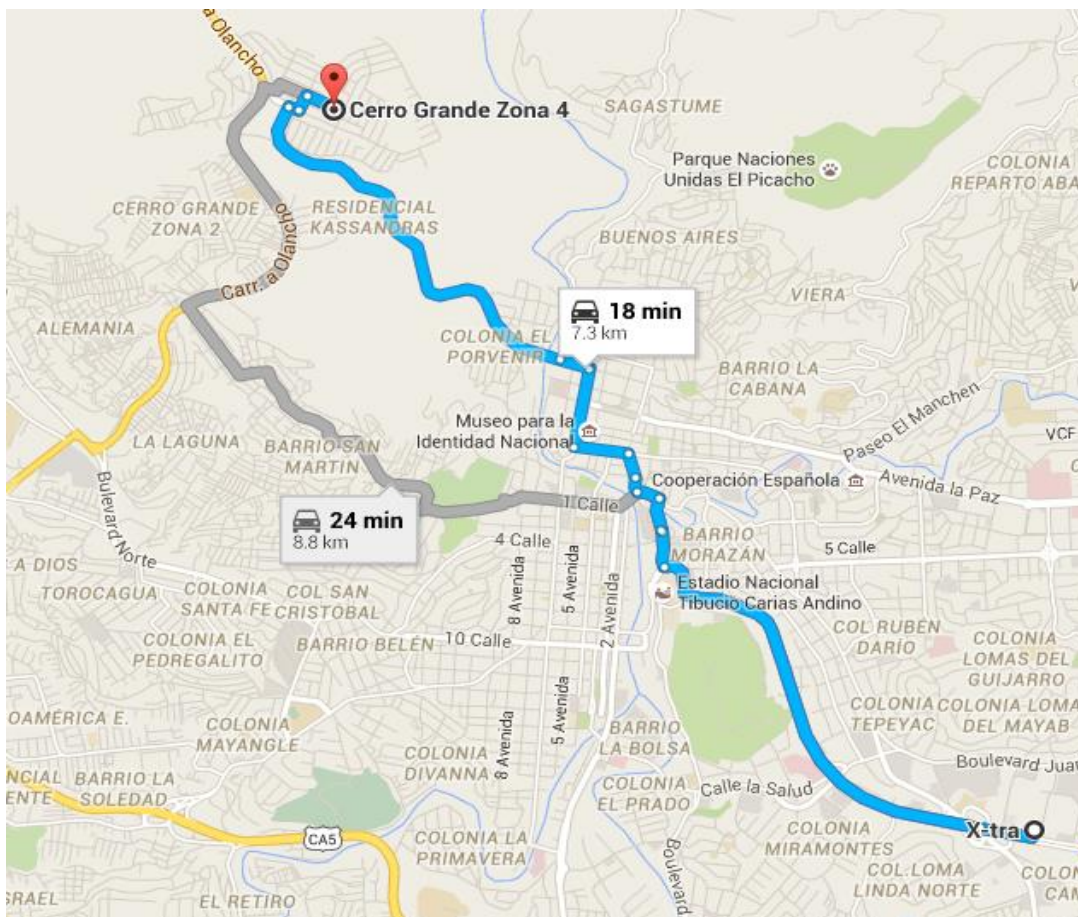 a Olancho
Cerro Grande Zona 4
SAGASTUME
Parque Naciones
Unidas El Picacho
COLONIA
REPARTO ABA
CERRO GRANDE
ZONA 2
RESIDENCIAL
KASSANDRAS
BUENOS AIRES
Carr. a Olancho
VIERA
ALEMANIA
18 min
7.3 km
COLONIA EL
PORVENIR
BARRIO LA
CABANA
Museo para la
Identidad Nacional
Paseo El Manchen
VCF
LA LAGUNA
BARRIO SAN
MARTIN
Cooperación Española
Avenida la Paz
Bulevard Norte
24 min
8.8 km
1 Calle
4 Calle
BARRIO
MORAZÁN
5 Calle
LA DIOS
TOROCAGUA
COLONIA
SANTA FE
COL SAN
CRISTOBAL
8 Avenida
5 Avenida
2 Avenida
Estadio Nacional
Tibucio Carias Andino
COLONIA EL
PEDREGALITO
BARRIO BELÉN
10 Calle
COL RUBÉN
DARÍO
COLONIA
LOMAS DEL
GUIJARRO
OAMÉRICA E.
COLONIA
MAYANGLE
8 Avenida
5 Avenida
COLONIA
TEPEYAC
COLONIA LOMA
DEL MAYAB
BARRIO
LA BOLSA
COLONIA
DIVANNA
Boulevard Juan
NCIAL
ENTE
BARRIO LA
SOLEDAD
COLONIA
EL PRADO
Calle la Salud
CA5
COLONIA LA
PRIMAVERA
X-tra
COLONIA
MIRAMONTES
Boulevard
COL.LOMA
LINDA NORTE
COLON
CAM
SRAEL
EL RETIRO